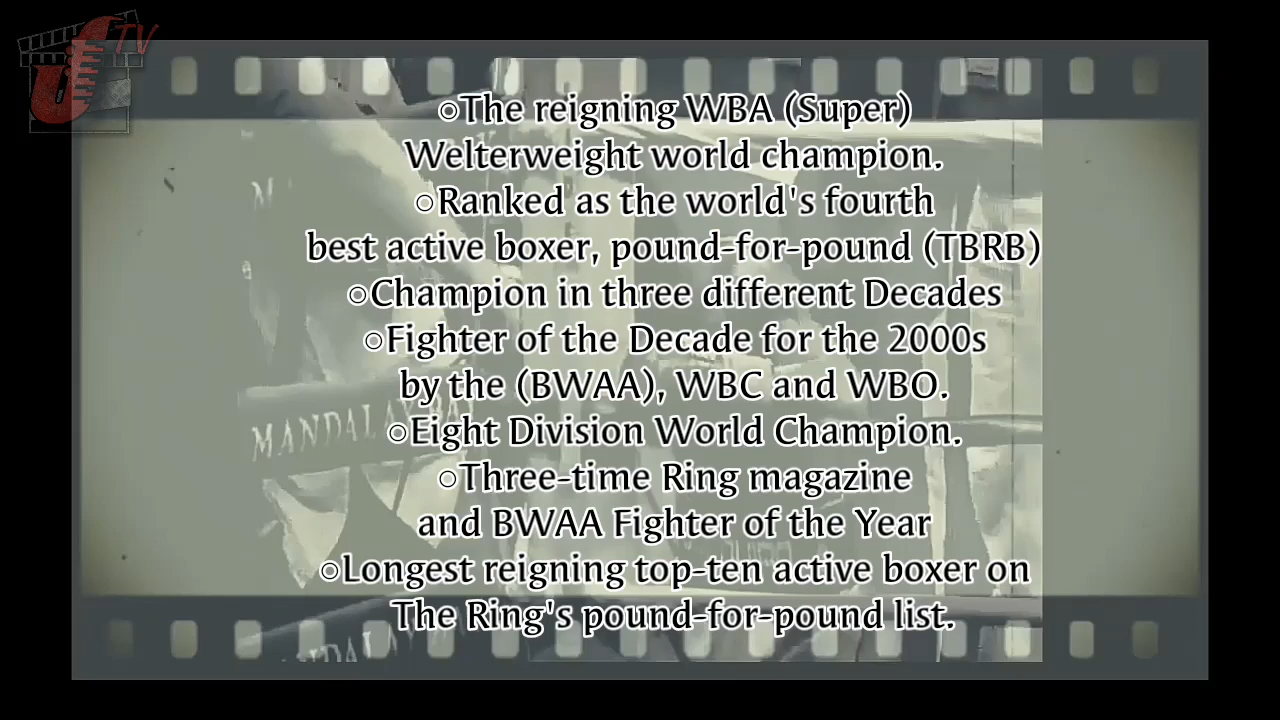 TV
○The reigning WBA (Super)
Welterweight world champion.
○Ranked as the world's fourth
best active boxer, pound-for-pound (TBRB)
○Champion in three different Decades
○Fighter of the Decade for the 2000s
by the (BWAA), WBC and WBO.
○Eight Division World Champion.
○Three-time Ring magazine
and BWAA Fighter of the Year
○Longest reigning top-ten active boxer on
The Ring's pound-for-pound list.
MANDALAY BA